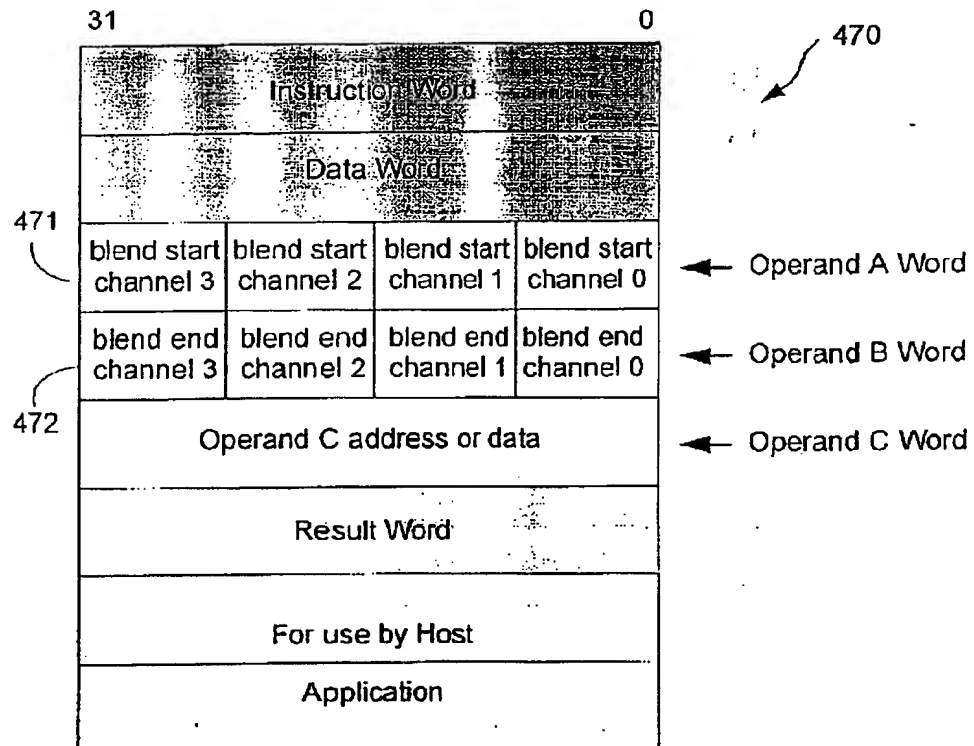 31 0
470
Instruction Word
Data Word
471
blend start channel 3 blend start channel 2 blend start channel 1 blend start channel 0
Operand A Word
blend end channel 3 blend end channel 2 blend end channel 1 blend end channel 0
Operand B Word
472
Operand C address or data
Operand C Word
Result Word
For use by Host
Application